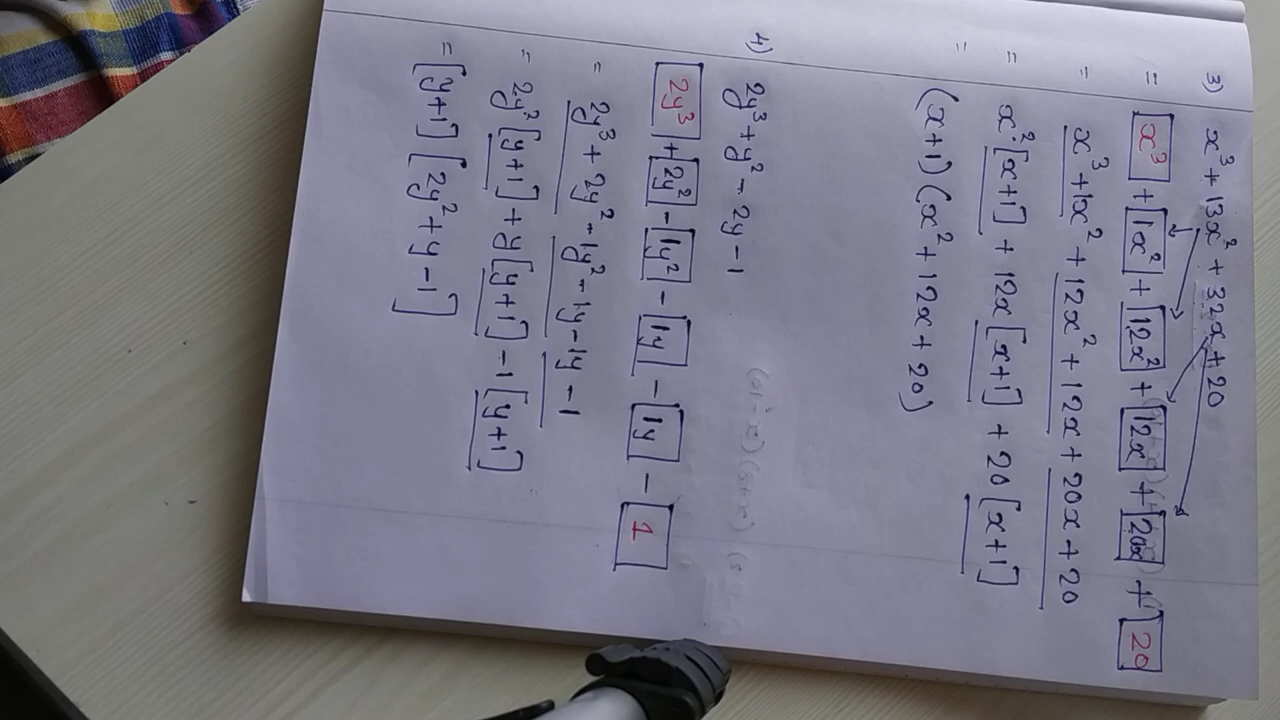 3) x³ + 13x² + 32x + 20
= x³ + 1x² + 12x² + 12x + 20x + 20
= x³ + 1x² + 12x² + 12x + 20x + 20
= x² [x+1] + 12x [x+1] + 20 [x+1]
= (x+1) (x² + 12x + 20)
4) 2y³ + y² - 2y - 1
2y³ + 2y² - 1y² - 1y - 1y - 1
= 2y³ + 2y² - 1y² - 1y - 1y - 1
= 2y² [y+1] + y [y+1] - 1 [y+1]
= [y+1] [2y² + y - 1]